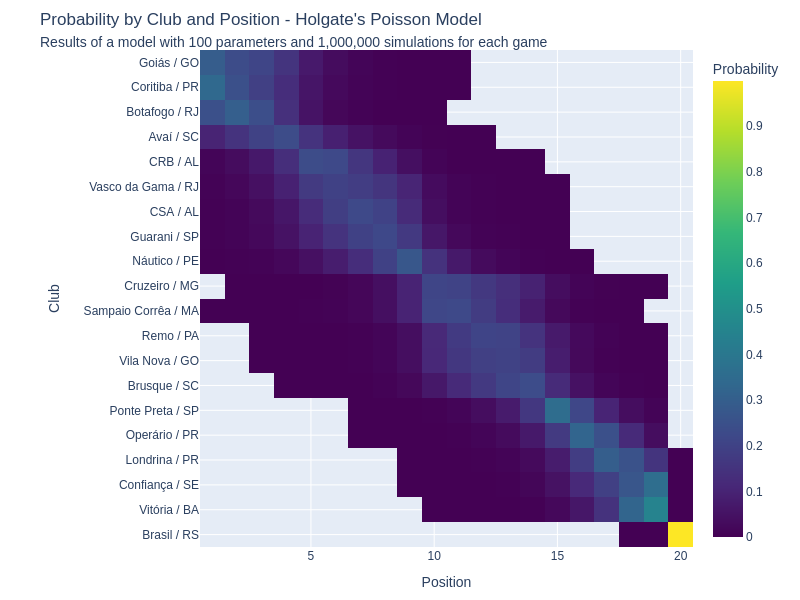 Probability by Club and Position - Holgate's Poisson Model
Results of a model with 100 parameters and 1,000,000 simulations for each game
Probability
Goiás / GO
Coritiba / PR
Botafogo / RJ
Avaí / SC
CRB / AL
Vasco da Gama / RJ
CSA / AL
Guarani / SP
Náutico / PE
Cruzeiro / MG
Sampaio Corrêa / MA
Remo / PA
Vila Nova / GO
Brusque / SC
Ponte Preta / SP
Operário / PR
Londrina / PR
Confiança / SE
Vitória / BA
Brasil / RS
Club
5
10
15
20
Position
0.9
0.8
0.7
0.6
0.5
0.4
0.3
0.2
0.1
0